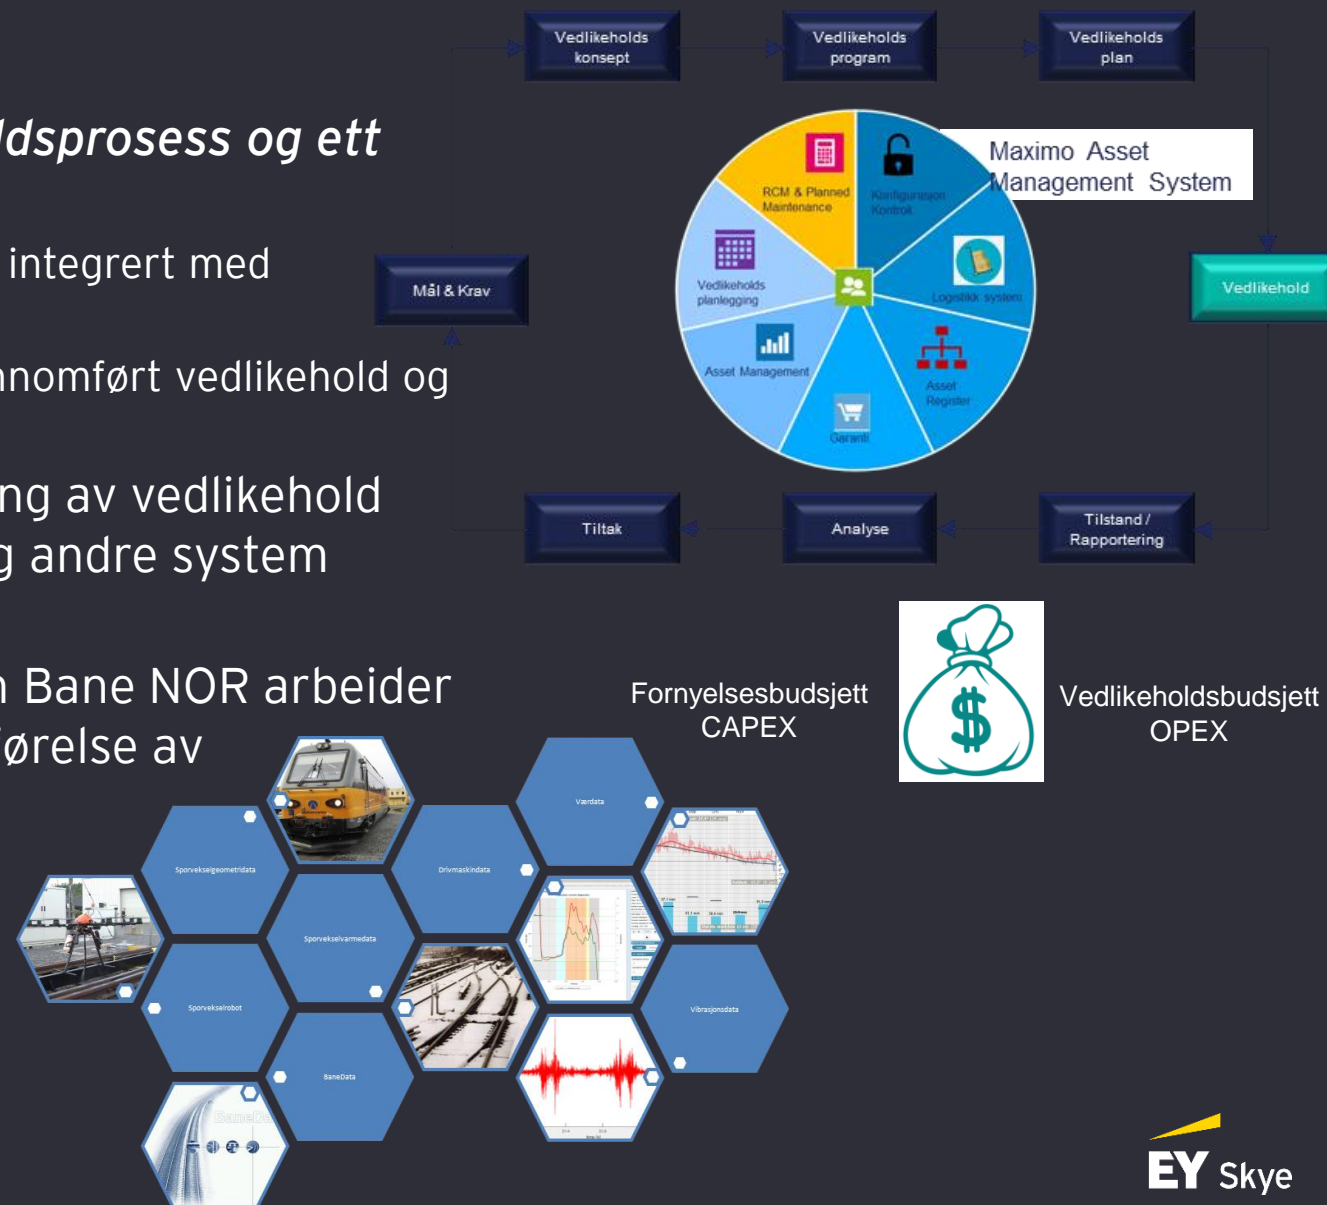 Vedlikeholds
konsept
Vedlikeholds
program
Vedlikeholds
plan
ldsprosess og ett
integrert med
nnomført vedlikehold og
ng av vedlikehold
g andre system
n Bane NOR arbeider
ørelse av
Maximo Asset
Management System
RCM & Planned
Maintenance
Konfigurasjon
Kontroll
Vedlikeholds
planlegging
Logistikk system
Asset Management
Asset
Register
Garanti
Mål & Krav
Vedlikehold
Tiltak
Analyse
Tilstand /
Rapportering
Fornyelsesbudsjett
CAPEX
$
Vedlikeholdsbudsjett
OPEX
Værdata
Sporvekselgeometridata
Drivmaskindata
Sporvekselvarmedata
Sporvekselrobot
Vibrasjonsdata
BaneData
EY Skye